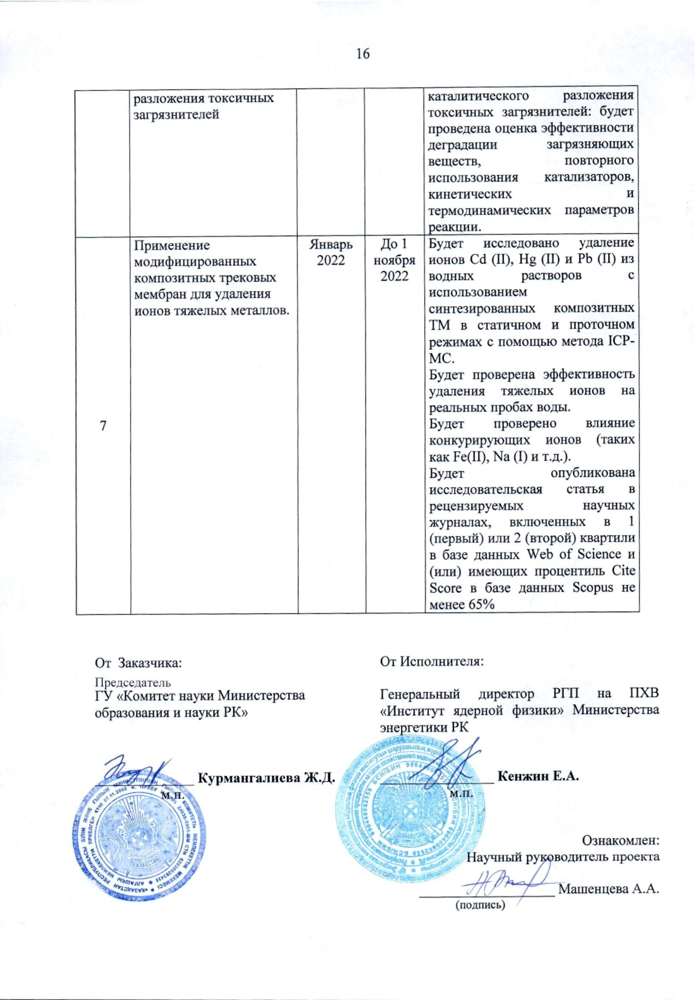 16
разложения токсичных
загрязнителей
каталитического разложения
токсичных загрязнителей: будет
проведена оценка эффективности
деградации загрязняющих
веществ, повторного
использования катализаторов,
кинетических и
термодинамических параметров
реакции.
7
Применение
модифицированных
композитных трековых
мембран для удаления
ионов тяжелых металлов.
Январь
2022
До 1
ноября
2022
Будет исследовано удаление
ионов Cd (II), Hg (II) и Pb (II) из
водных растворов с
использованием
синтезированных композитных
ТМ в статичном и проточном
режимах с помощью метода ICP-
МС.
Будет проверена эффективность
удаления тяжелых ионов на
реальных пробах воды.
Будет проверено влияние
конкурирующих ионов (таких
как Fe(II), Na (I) и т.д.).
Будет опубликована
исследовательская статья в
рецензируемых научных
журналах, включенных в 1
(первый) или 2 (второй) квартили
в базе данных Web of Science и
(или) имеющих процентиль Cite
Score в базе данных Scopus не
менее 65%
От Заказчика:
Председатель
ГУ «Комитет науки Министерства
образования и науки РК»
Курмангалиева Ж.Д.
м.п.
ҚАЗАҚСТАН
От Исполнителя:
Генеральный директор РГП на ПХВ
«Институт ядерной физики» Министерства
энергетики РК
Кенжин Е.А.
м.п.
Ознакомлен:
Научный руководитель проекта
Машенцева А.А.
(подпись)